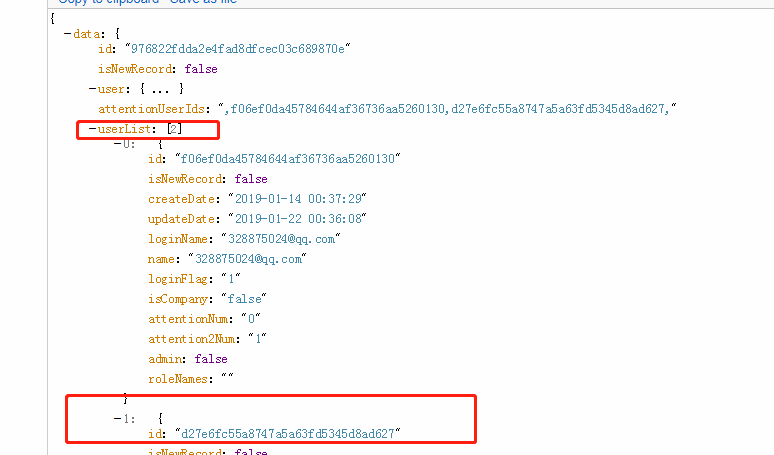 Copy to clipboard Save as file
{
−data: {
id: "976822fdda2e4fad8dfcec03c689870e"
isNewRecord: false
−user: { ... }
attentionUserIds: ",f06ef0da45784644af36736aa5260130,d27e6fc55a8747a5a63fd5345d8ad627,"
−userList: [2]
−0: {
id: "f06ef0da45784644af36736aa5260130"
isNewRecord: false
createDate: "2019-01-14 00:37:29"
updateDate: "2019-01-22 00:36:08"
loginName: "328875024@qq.com"
name: "328875024@qq.com"
loginFlag: "1"
isCompany: "false"
attentionNum: "0"
attention2Num: "1"
admin: false
roleNames: ""
}
−1: {
id: "d27e6fc55a8747a5a63fd5345d8ad627"
isNewRecord: false